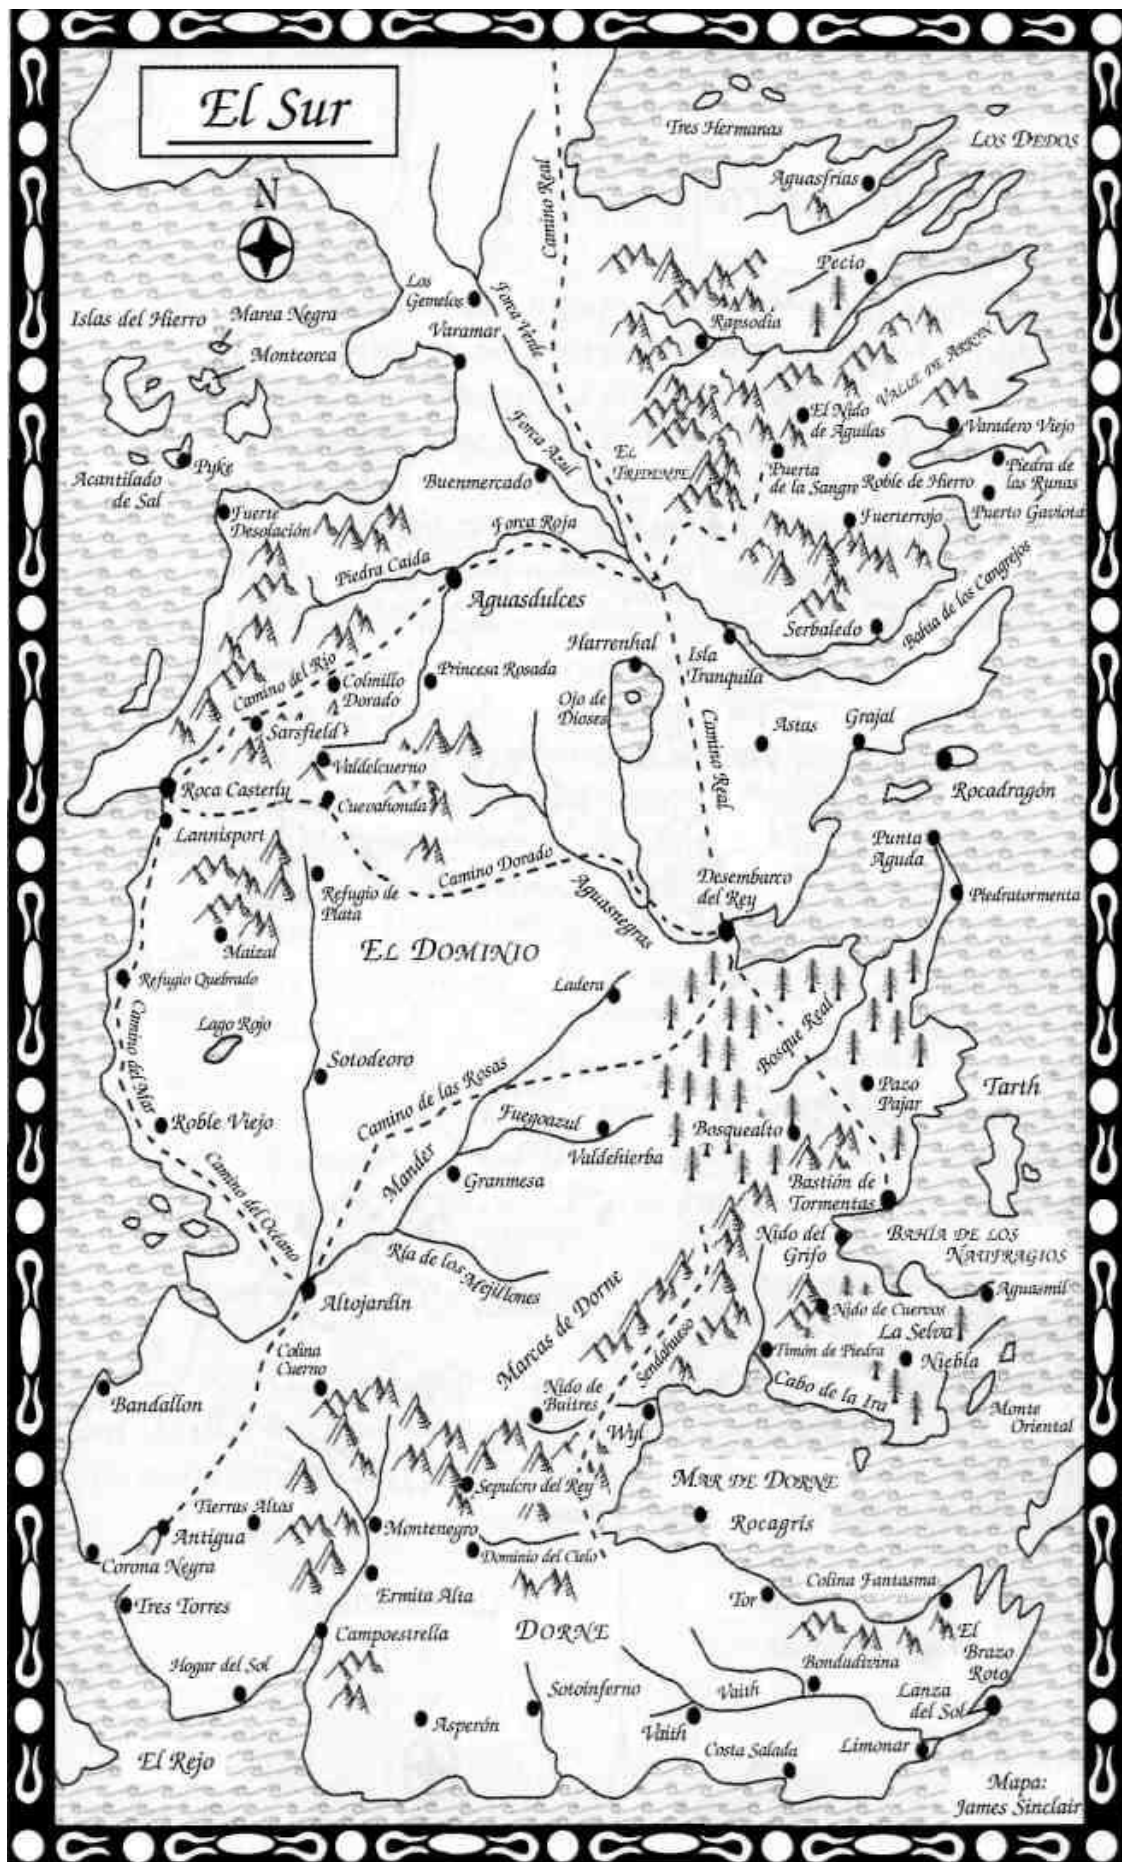 El Sur
N
Tres Hermanas
LOS DEDOS
Aguasfrías
Camino Real
Pecio
Los
Gemelos
Forca Verde
Islas del Hierro
Marea Negra
Varamar
Monteorca
Rapsodia
VALLE DE ARRYN
El Nido
de Águilas
Varadero Viejo
Forca Azul
EL
TRIDENTE
Pyke
Acantilado
de Sal
Buenmercado
Puerta
de la Sangre
Roble de Hierro
Piedra de
las Runas
Puerto Gaviota
Fuerte
Desolación
Forca Roja
Fuerterrojo
Piedra Caída
Aguasdulces
Bahía de los Cangrejos
Serbaledo
Harrenhal
Isla
Tranquila
Camino del Río
Colmillo
Dorado
Princesa Rosada
Ojo de
Dioses
Sarsfield
Camino Real
Astas
Grajal
Valdelcuerno
Roca Casterly
Cuevahonda
Rocadragón
Lannisport
Camino Dorado
Punta
Aguda
Refugio de
Plata
Aguasnegras
Desembarco
del Rey
Piedratormenta
Maizal
EL DOMINIO
Refugio Quebrado
Ladera
Camino del Mar
Lago Rojo
Bosque Real
Sotodeoro
Camino de las Rosas
Pazo
Pajar
Tarth
Roble Viejo
Fuegoazul
Valdehierba
Bosquealto
Camino del Océano
Mander
Granmesa
Bastión de
Tormentas
Nido del
Grifo
BAHÍA DE LOS
NAUFRAGIOS
Ría de los Mejillones
Aguasmil
Altojardín
Marcas de Dorne
Nido de Cuervos
La Selva
Sendahueso
Timón de Piedra
Niebla
Colina
Cuerno
Bandallon
Nido de
Buitres
Cabo de la Ira
Monte
Oriental
Wyl
Sepulcro del Rey
MAR DE DORNE
Tierras Altas
Antigua
Montenegro
Rocagrís
Corona Negra
Dominio del Cielo
Ermita Alta
Tor
Colina Fantasma
Tres Torres
Campoestrella
DORNE
El
Brazo
Roto
Hogar del Sol
Bondadivina
Sotoinferno
Vaith
Lanza
del Sol
Asperón
Vaith
Costa Salada
Limonar
El Rejo
Mapa:
James Sinclair